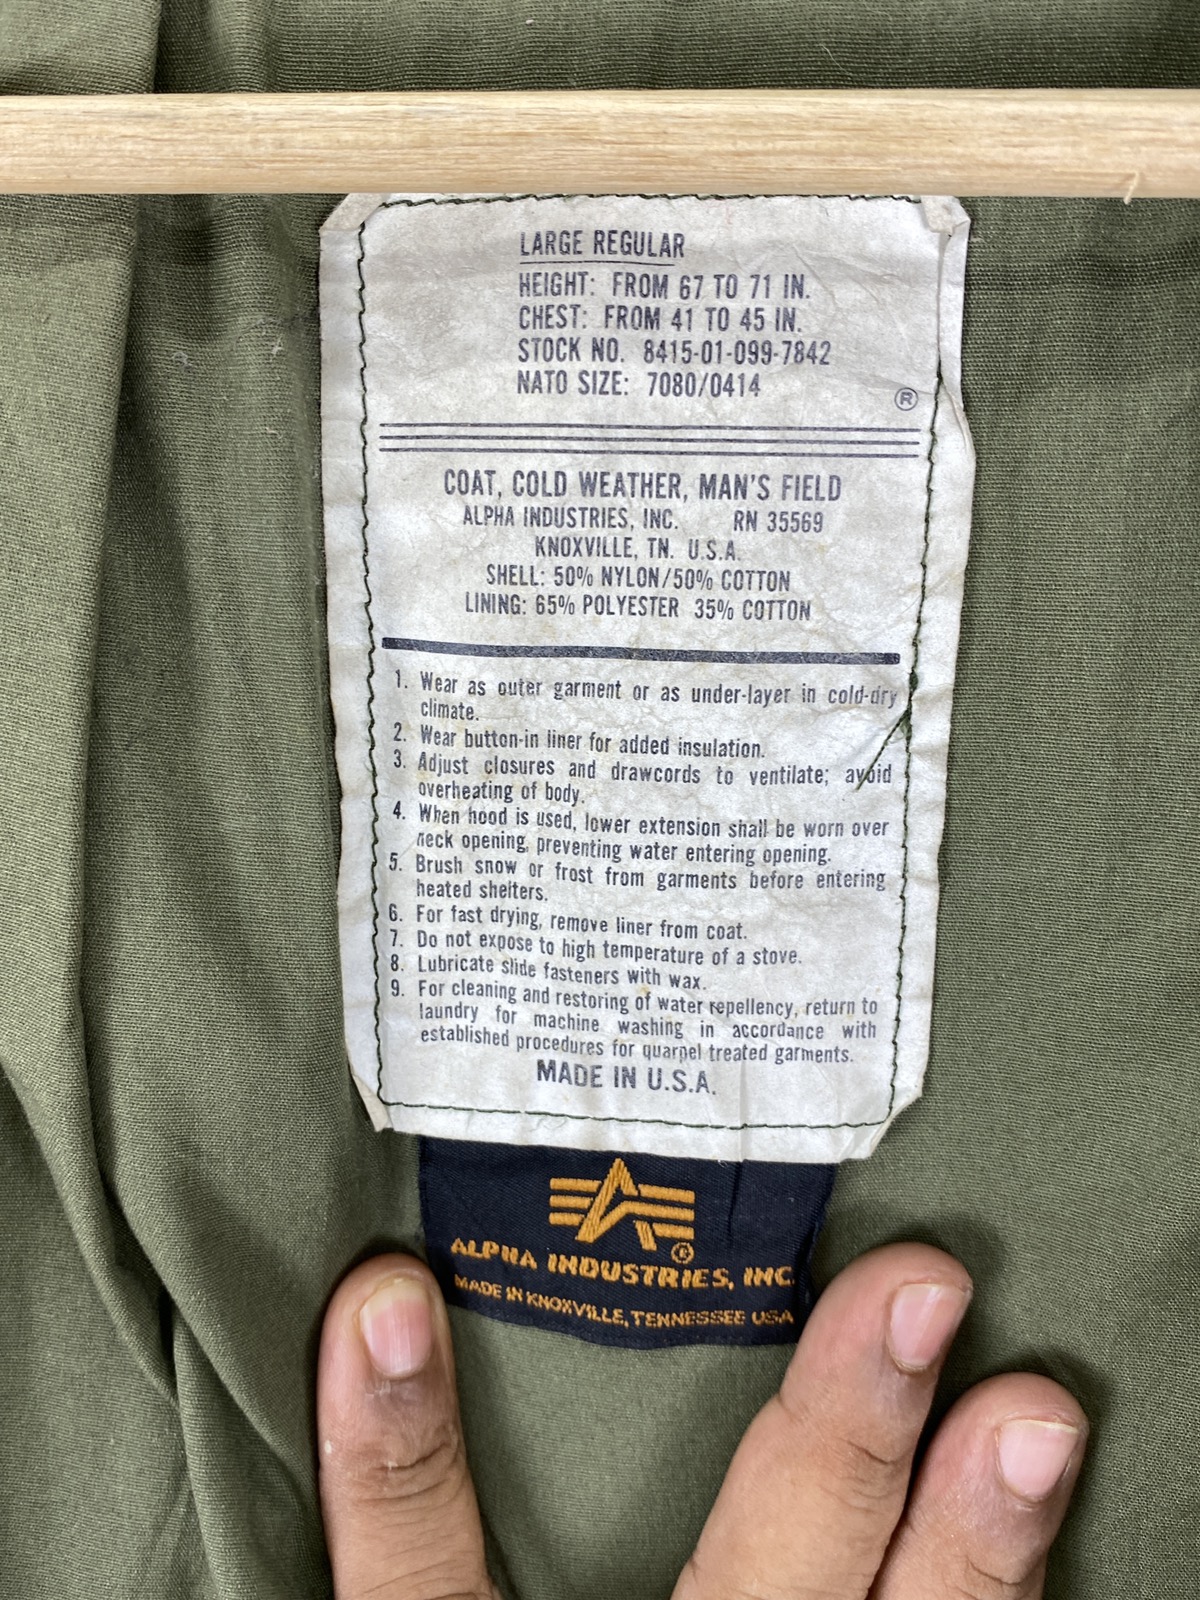 LARGE REGULAR
HEIGHT: FROM 67 TO 71 IN.
CHEST: FROM 41 TO 45 IN.
STOCK NO. 8415-01-099-7842
NATO SIZE: 7080/0414
®
COAT, COLD WEATHER, MAN'S FIELD
ALPHA INDUSTRIES, INC. RN 35569
KNOXVILLE, TN. U.S.A.
SHELL: 50% NYLON/50% COTTON
LINING: 65% POLYESTER 35% COTTON
1. Wear as outer garment or as under-layer in cold-dry
climate.
2. Wear button-in liner for added insulation.
3. Adjust closures and drawcords to ventilate; avoid
overheating of body.
4. When hood is used, lower extension shall be worn over
neck opening, preventing water entering opening.
5. Brush snow or frost from garments before entering
heated shelters.
6. For fast drying, remove liner from coat.
7. Do not expose to high temperature of a stove.
8. Lubricate slide fasteners with wax.
9. For cleaning and restoring of water repellency, return to
laundry for machine washing in accordance with
established procedures for quarpel treated garments.
MADE IN U.S.A.
®
ALPHA INDUSTRIES, INC.
MADE IN KNOXVILLE, TENNESSEE USA